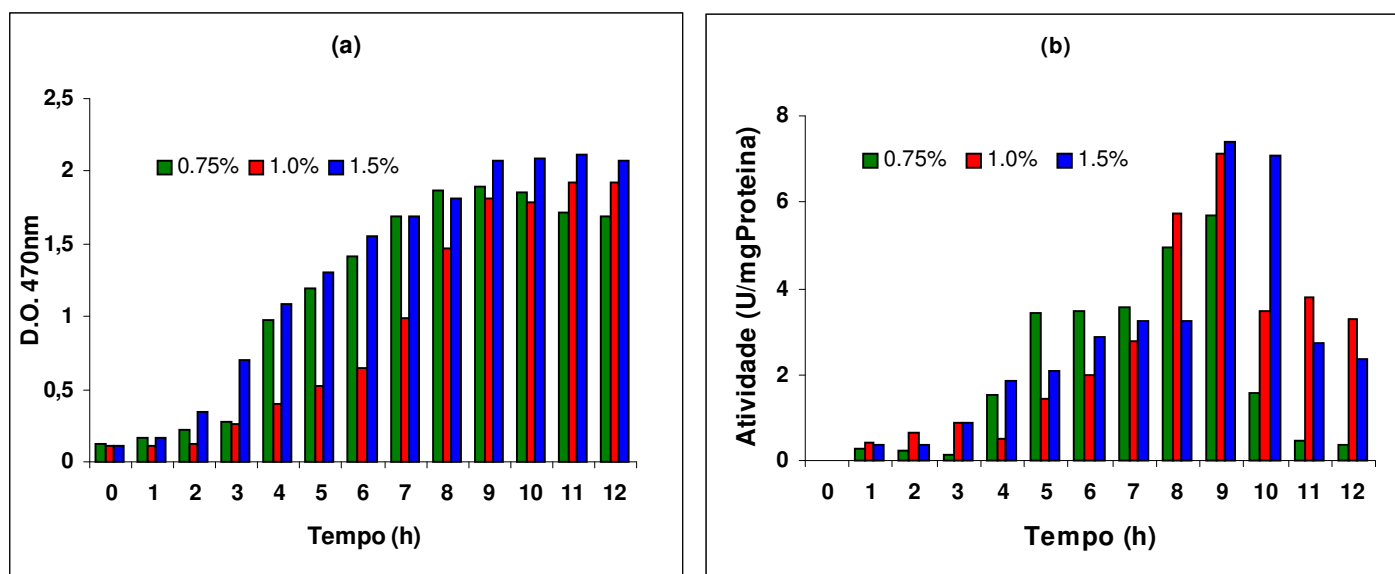 (a)
2,5
2
1,5
1
0,5
0
D.O. 470nm
0.75% 1.0% 1.5%
0 1 2 3 4 5 6 7 8 9 10 11 12
Tempo (h)
(b)
8
6
4
2
0
Atividade (U/mgProteina)
0.75% 1.0% 1.5%
0 1 2 3 4 5 6 7 8 9 10 11 12
Tempo (h)